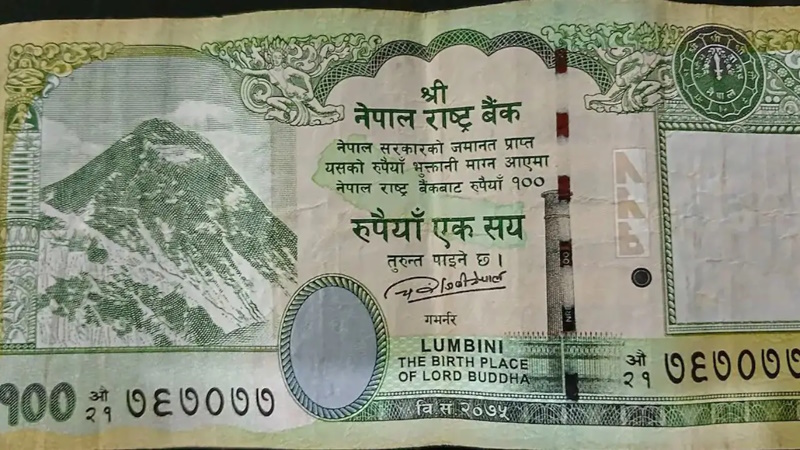 श्री
नेपाल राष्ट्र बैंक
नेपाल सरकारको जमानत प्राप्त
यसको रुपैयाँ भुक्तानी माग्न आएमा
नेपाल राष्ट्र बैंकबाट रुपैयाँ १००
रुपैयाँ एक सय
तुरुन्त पाइने छ।
गभर्नर
LUMBINI
THE BIRTH PLACE
OF LORD BUDDHA
वि सं २०७५
१०० औ २१ ७६७०७७
औ २१ ७६७०७७